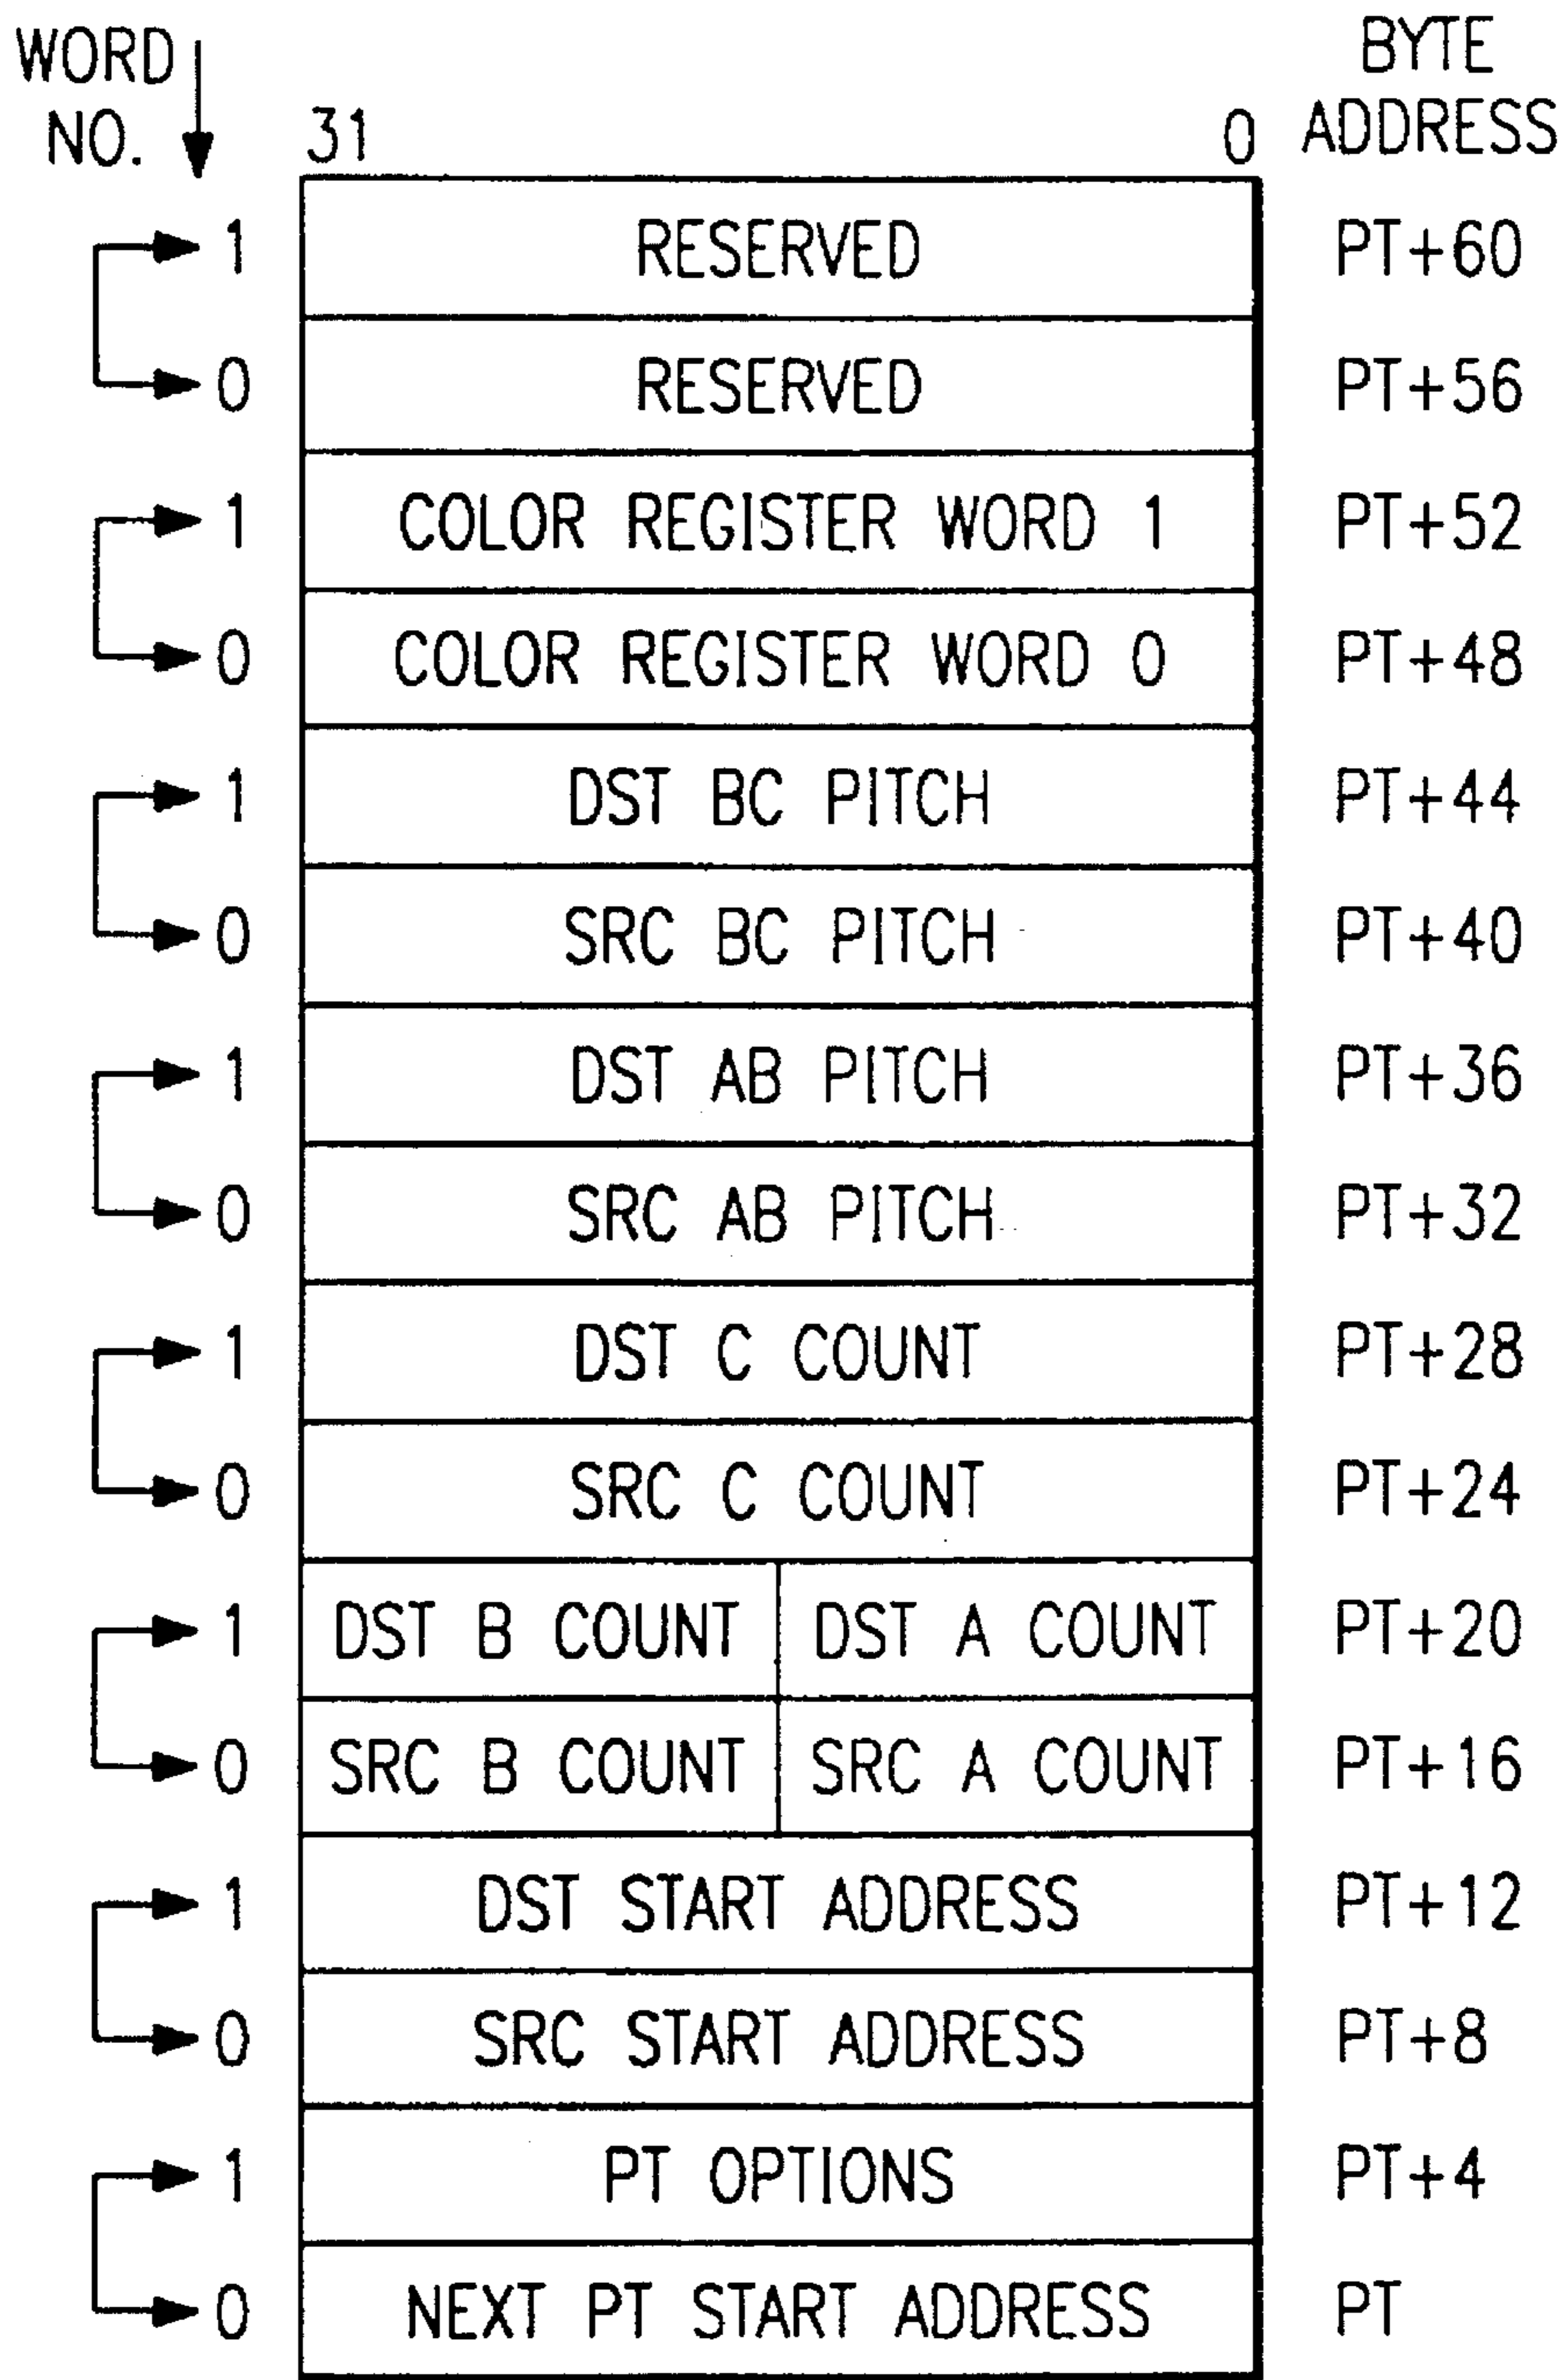 WORD NO.
31 0
BYTE ADDRESS
1 RESERVED PT+60
0 RESERVED PT+56
1 COLOR REGISTER WORD 1 PT+52
0 COLOR REGISTER WORD 0 PT+48
1 DST BC PITCH PT+44
0 SRC BC PITCH PT+40
1 DST AB PITCH PT+36
0 SRC AB PITCH PT+32
1 DST C COUNT PT+28
0 SRC C COUNT PT+24
1 DST B COUNT DST A COUNT PT+20
0 SRC B COUNT SRC A COUNT PT+16
1 DST START ADDRESS PT+12
0 SRC START ADDRESS PT+8
1 PT OPTIONS PT+4
0 NEXT PT START ADDRESS PT